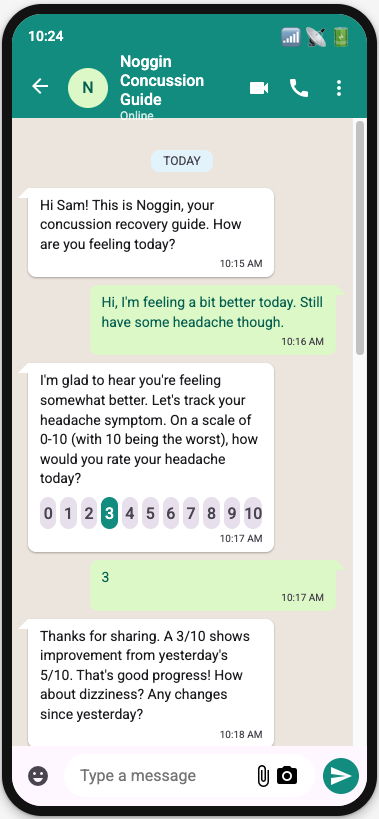 10:24
Noggin
Concussion
Guide
Online
N
TODAY
Hi Sam! This is Noggin, your
concussion recovery guide. How
are you feeling today?
10:15 AM
Hi, I'm feeling a bit better today. Still
have some headache though.
10:16 AM
I'm glad to hear you're feeling
somewhat better. Let's track your
headache symptom. On a scale of
0-10 (with 10 being the worst), how
would you rate your headache
today?
0 1 2 3 4 5 6 7 8 9 10
10:17 AM
3
10:17 AM
Thanks for sharing. A 3/10 shows
improvement from yesterday's
5/10. That's good progress! How
about dizziness? Any changes
since yesterday?
10:18 AM
Type a message